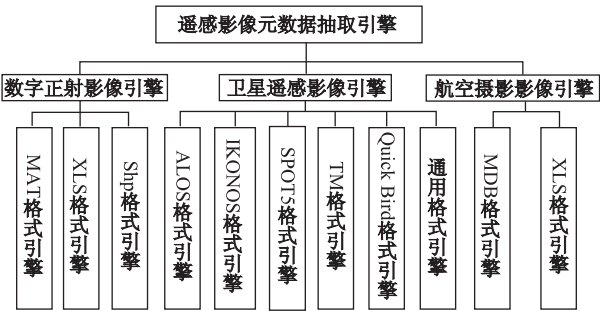 遥感影像元数据抽取引擎
数字正射影像引擎
卫星遥感影像引擎
航空摄影影像引擎
MAT格式引擎
XLS格式引擎
Shp格式引擎
ALOS格式引擎
IKONOS格式引擎
SPOT5格式引擎
TM格式引擎
Quick Bird格式引擎
通用格式引擎
MDB格式引擎
XLS格式引擎